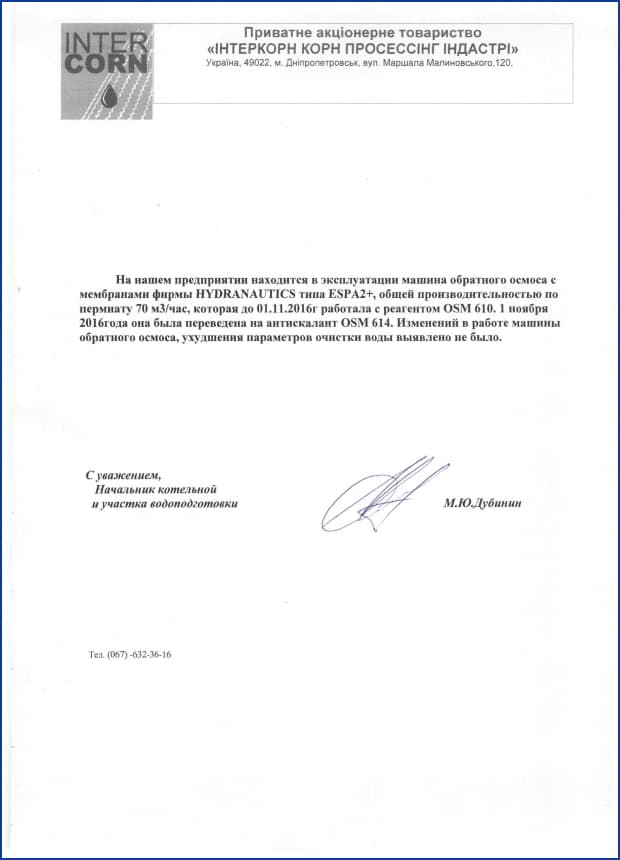 INTER
CORN
Приватне акціонерне товариство
«ІНТЕРКОРН КОРН ПРОСЕССІНГ ІНДАСТРІ»
Україна, 49022, м. Дніпропетровськ, вул. Маршала Малиновського,120,
На нашем предприятии находится в эксплуатации машина обратного осмоса с
мембранами фирмы HYDRANAUTICS типа ESPA2+, общей производительностью по
пермиату 70 м3/час, которая до 01.11.2016г работала с реагентом OSM 610. 1 ноября
2016года она была переведена на антискалант OSM 614. Изменений в работе машины
обратного осмоса, ухудшения параметров очистки воды выявлено не было.
С уважением,
Начальник котельной
и участка водоподготовки
М.Ю.Дубинин
Тел. (067) -632-36-16